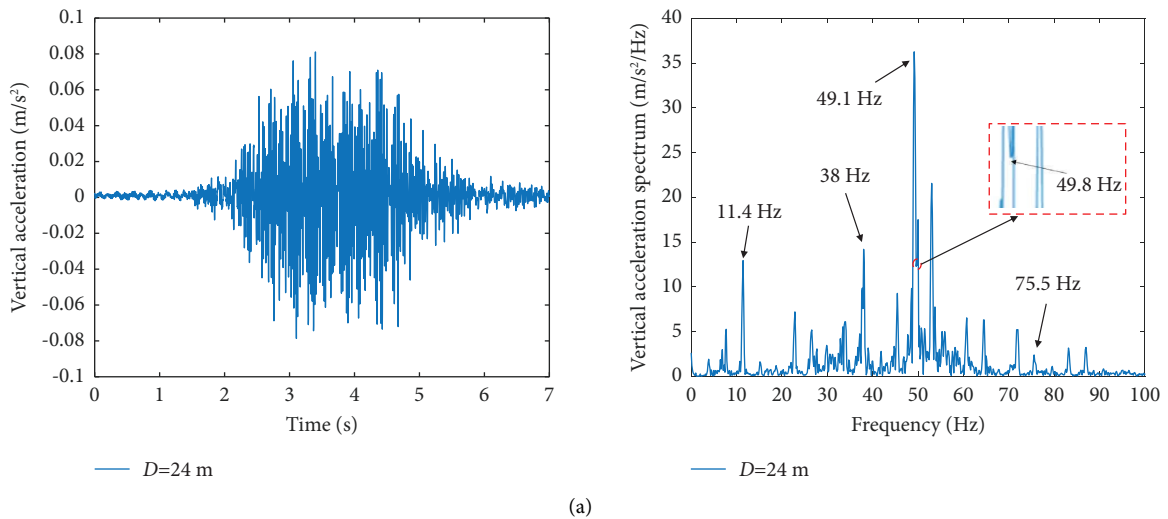 Vertical acceleration (m/s²)
0.1
0.08
0.06
0.04
0.02
0
-0.02
-0.04
-0.06
-0.08
-0.1
0 1 2 3 4 5 6 7
Time (s)
D=24 m
Vertical acceleration spectrum (m/s²/Hz)
40
35
30
25
20
15
10
5
0
49.1 Hz
38 Hz
11.4 Hz
49.8 Hz
75.5 Hz
0 10 20 30 40 50 60 70 80 90 100
Frequency (Hz)
D=24 m
(a)